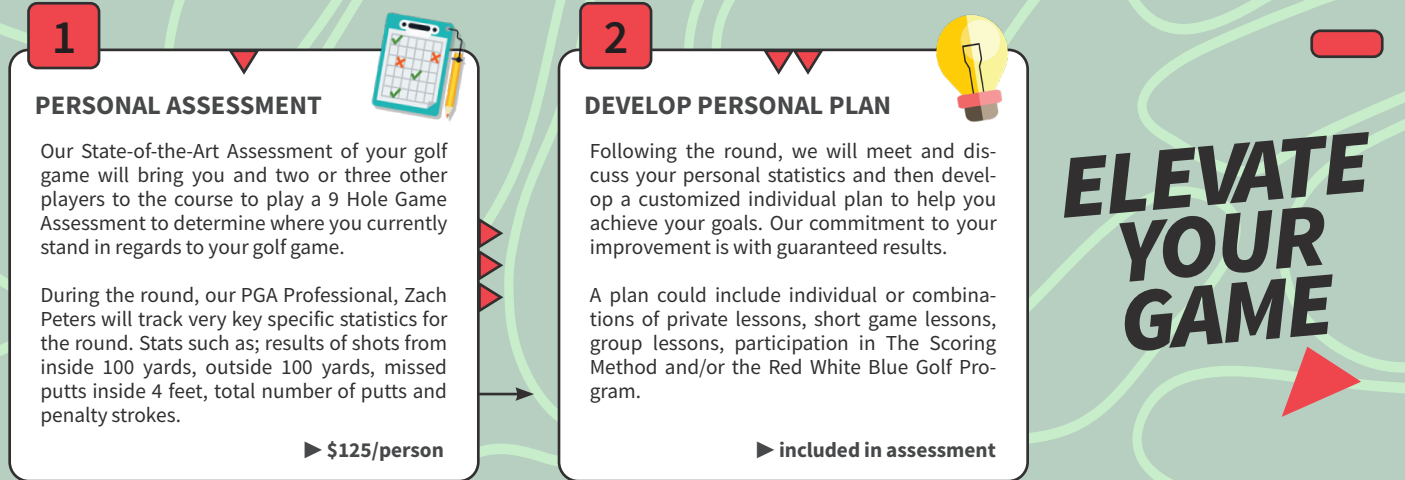 1
PERSONAL ASSESSMENT
Our State-of-the-Art Assessment of your golf
game will bring you and two or three other
players to the course to play a 9 Hole Game
Assessment to determine where you currently
stand in regards to your golf game.
During the round, our PGA Professional, Zach
Peters will track very key specific statistics for
the round. Stats such as; results of shots from
inside 100 yards, outside 100 yards, missed
putts inside 4 feet, total number of putts and
penalty strokes.
▶ $125/person
2
DEVELOP PERSONAL PLAN
Following the round, we will meet and dis-
cuss your personal statistics and then devel-
op a customized individual plan to help you
achieve your goals. Our commitment to your
improvement is with guaranteed results.
A plan could include individual or combina-
tions of private lessons, short game lessons,
group lessons, participation in The Scoring
Method and/or the Red White Blue Golf Pro-
gram.
▶ included in assessment
ELEVATE
YOUR
GAME